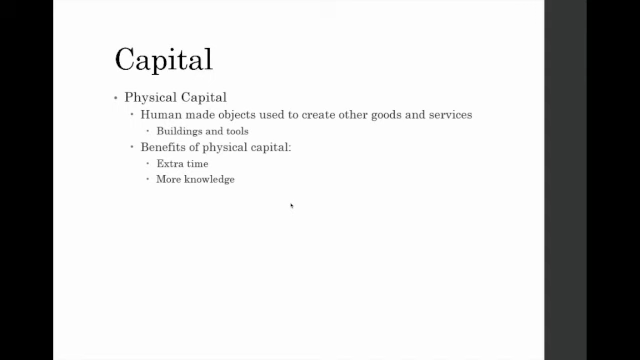 Capital
• Physical Capital
• Human made objects used to create other goods and services
• Buildings and tools
• Benefits of physical capital:
• Extra time
• More knowledge